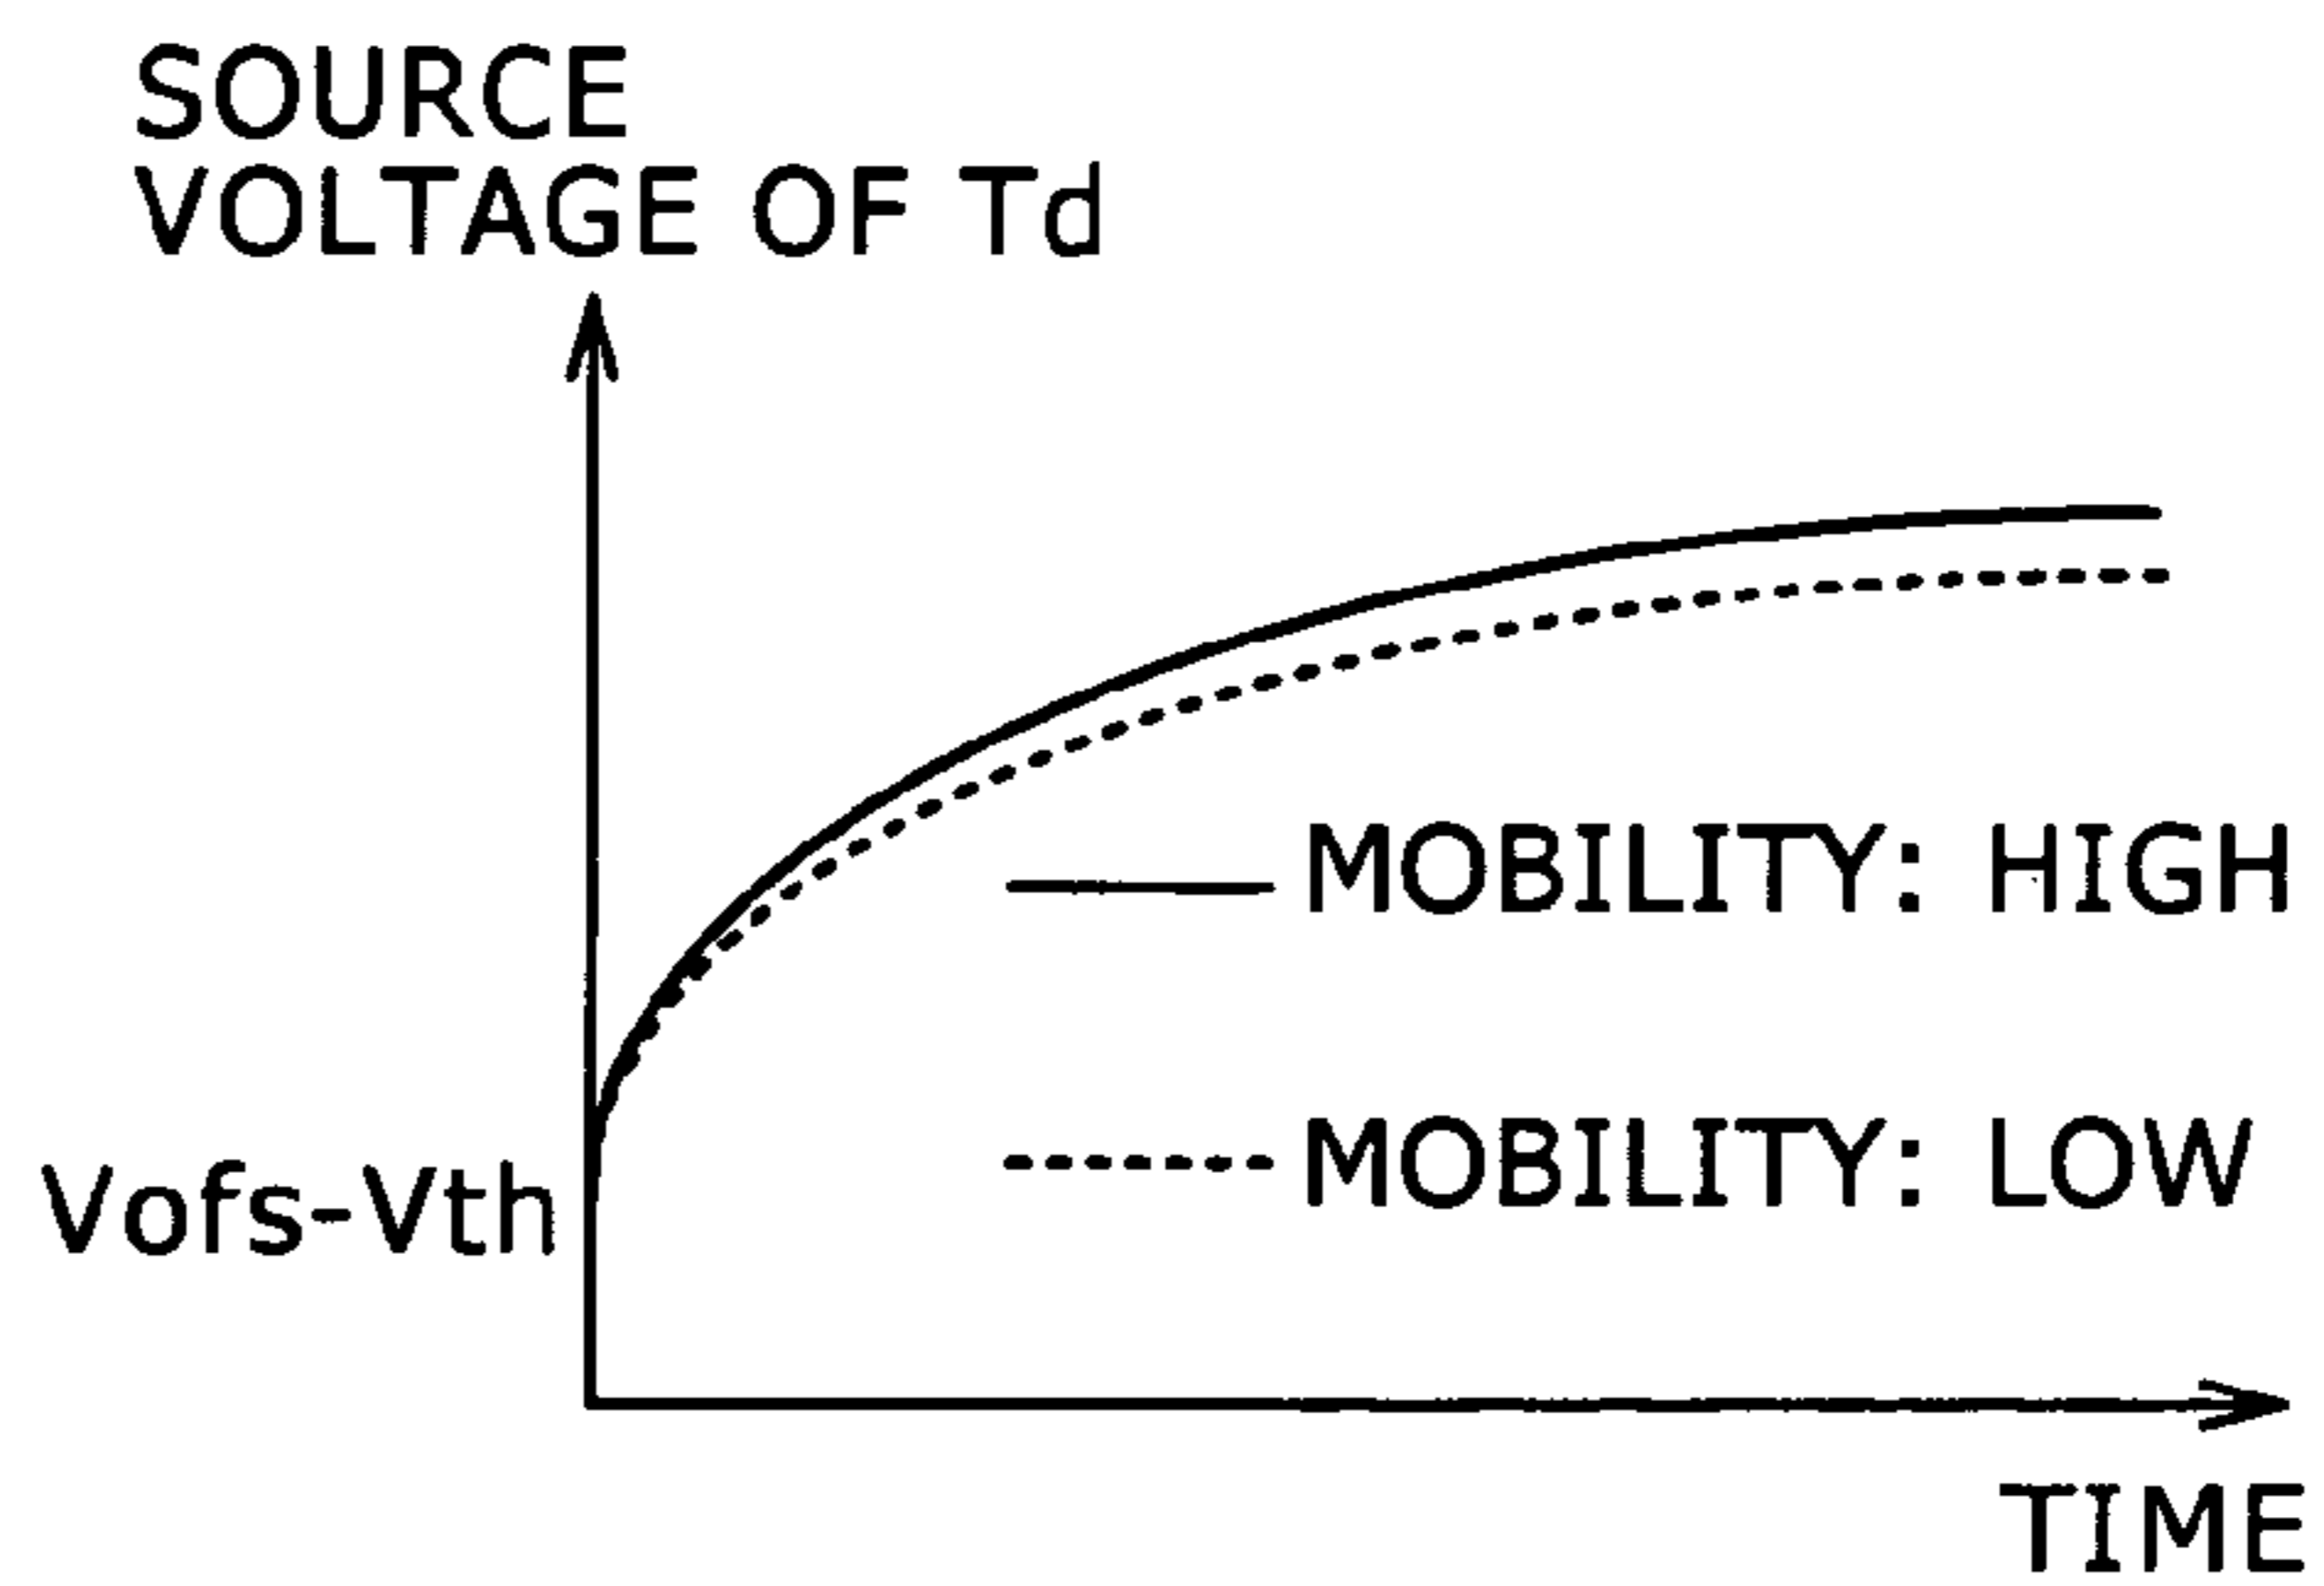 SOURCE
VOLTAGE OF Td
MOBILITY: HIGH
MOBILITY: LOW
Vofs-Vth
TIME